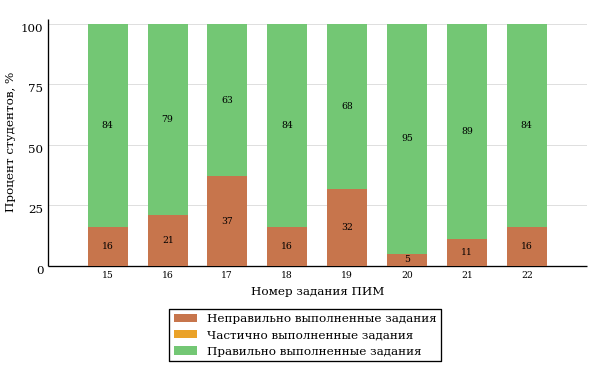 Процент студентов, %
100
75
50
25
0
84 79 63 84 68 95 89 84
16 21 37 16 32 5 11 16
15 16 17 18 19 20 21 22
Номер задания ПИМ
Неправильно выполненные задания
Частично выполненные задания
Правильно выполненные задания